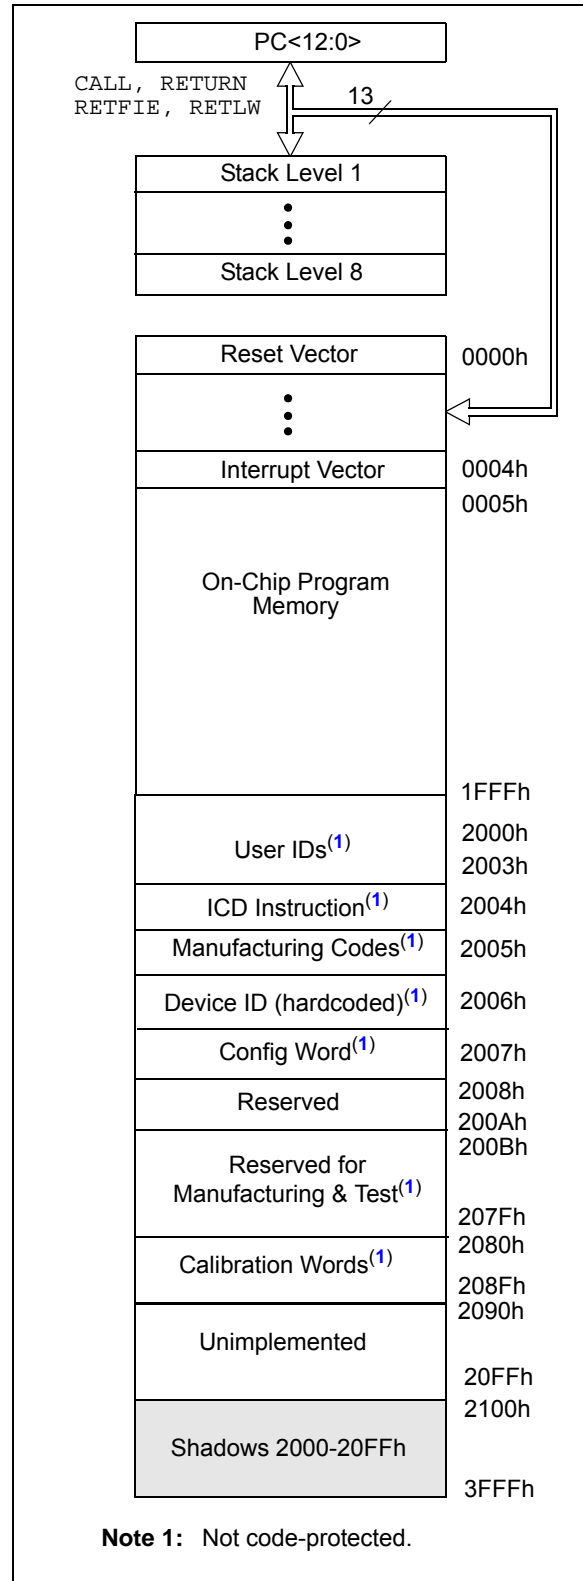 PC<12:0>
CALL, RETURN
RETFIE, RETLW
13
Stack Level 1
Stack Level 8
Reset Vector
0000h
Interrupt Vector
0004h
0005h
On-Chip Program
Memory
1FFFh
User IDs(1)
2000h
2003h
ICD Instruction(1)
2004h
Manufacturing Codes(1)
2005h
Device ID (hardcoded)(1)
2006h
Config Word(1)
2007h
Reserved
2008h
200Ah
200Bh
Reserved for
Manufacturing & Test(1)
207Fh
2080h
Calibration Words(1)
208Fh
2090h
Unimplemented
20FFh
2100h
Shadows 2000-20FFh
3FFFh
Note 1: Not code-protected.